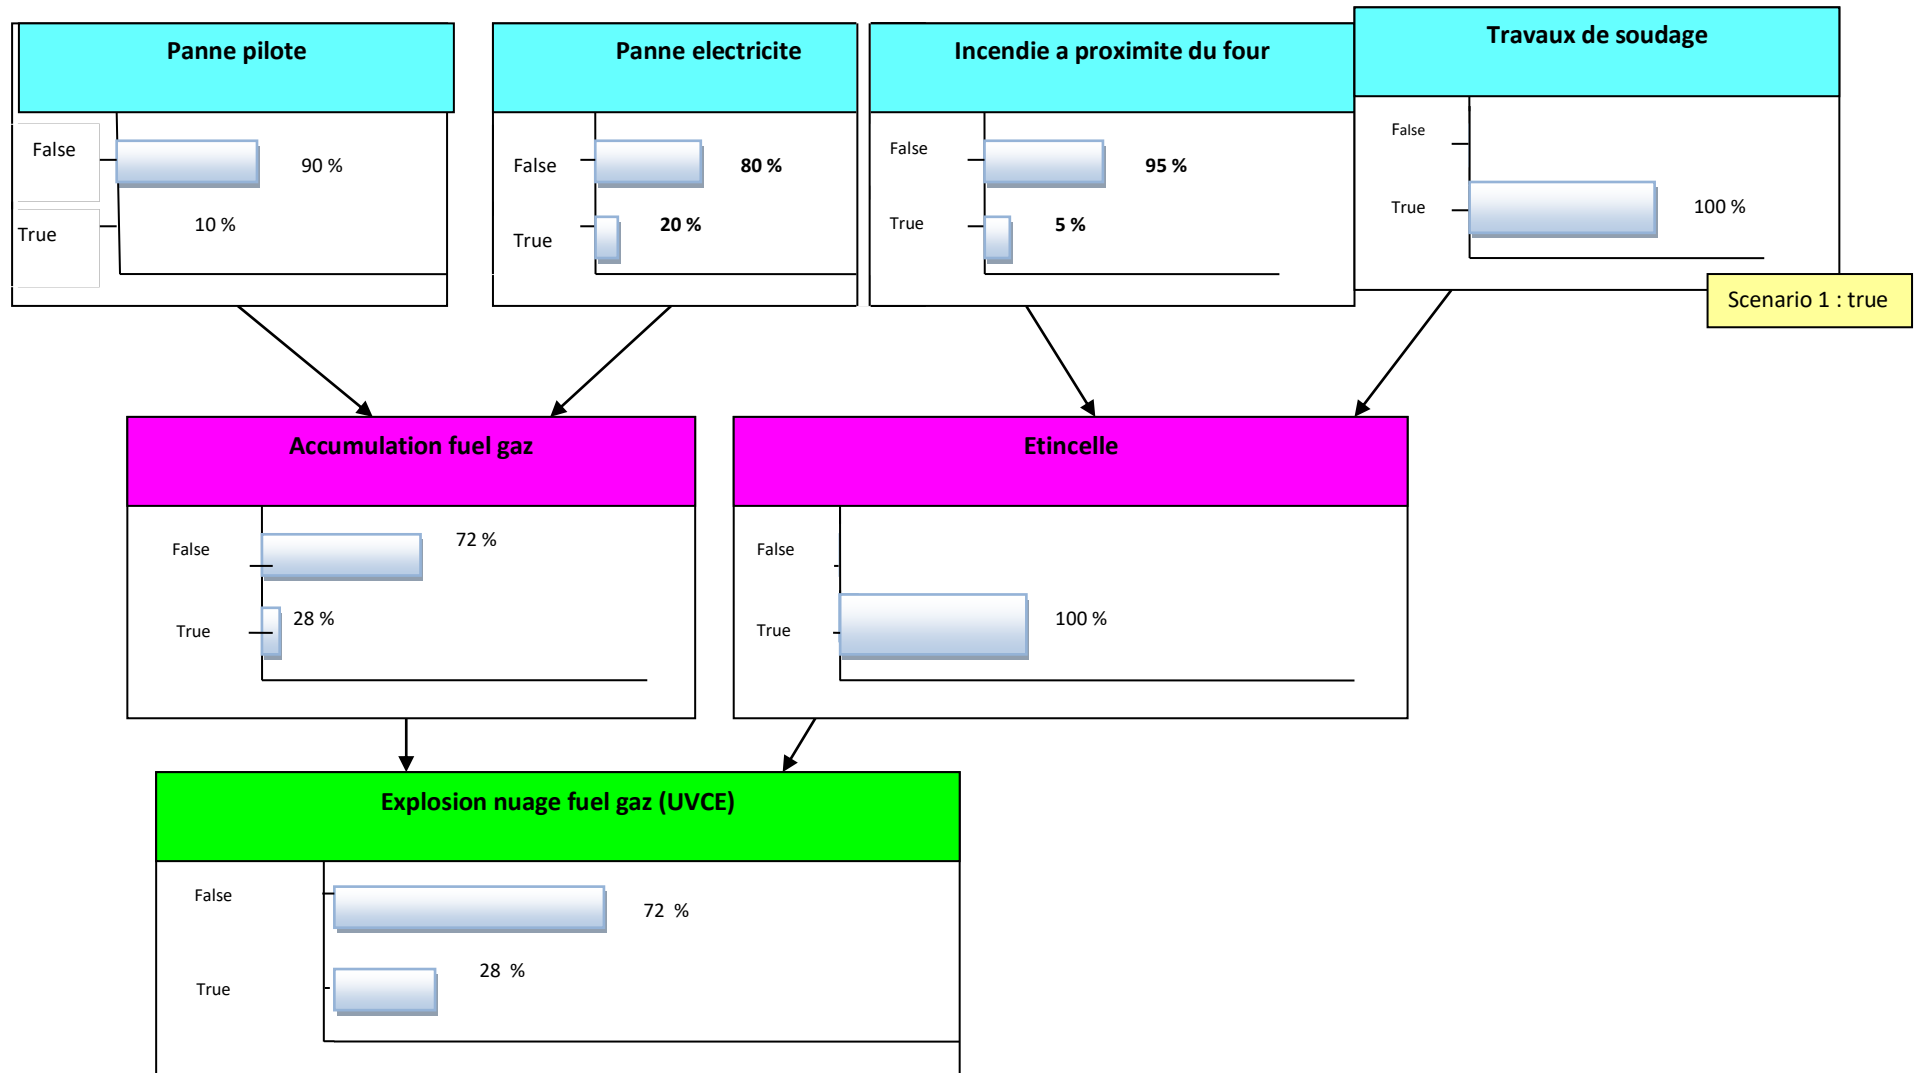 Panne pilote
False
90 %
True
10 %
Panne electricite
False
80 %
True
20 %
Incendie a proximite du four
False
95 %
True
5 %
Travaux de soudage
False
True
100 %
Scenario 1 : true
Accumulation fuel gaz
False
72 %
True
28 %
Etincelle
False
True
100 %
Explosion nuage fuel gaz (UVCE)
False
72 %
True
28 %